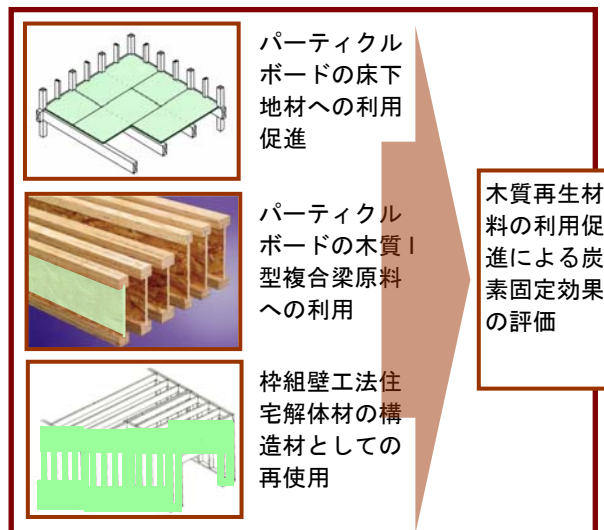 パーティクル
ボードの床下
地材への利用
促進
パーティクル
ボードの木質I
型複合梁原料
への利用
枠組壁工法住
宅解体材の構
造材としての
再使用
木質再生材
料の利用促
進による炭
素固定効果
の評価